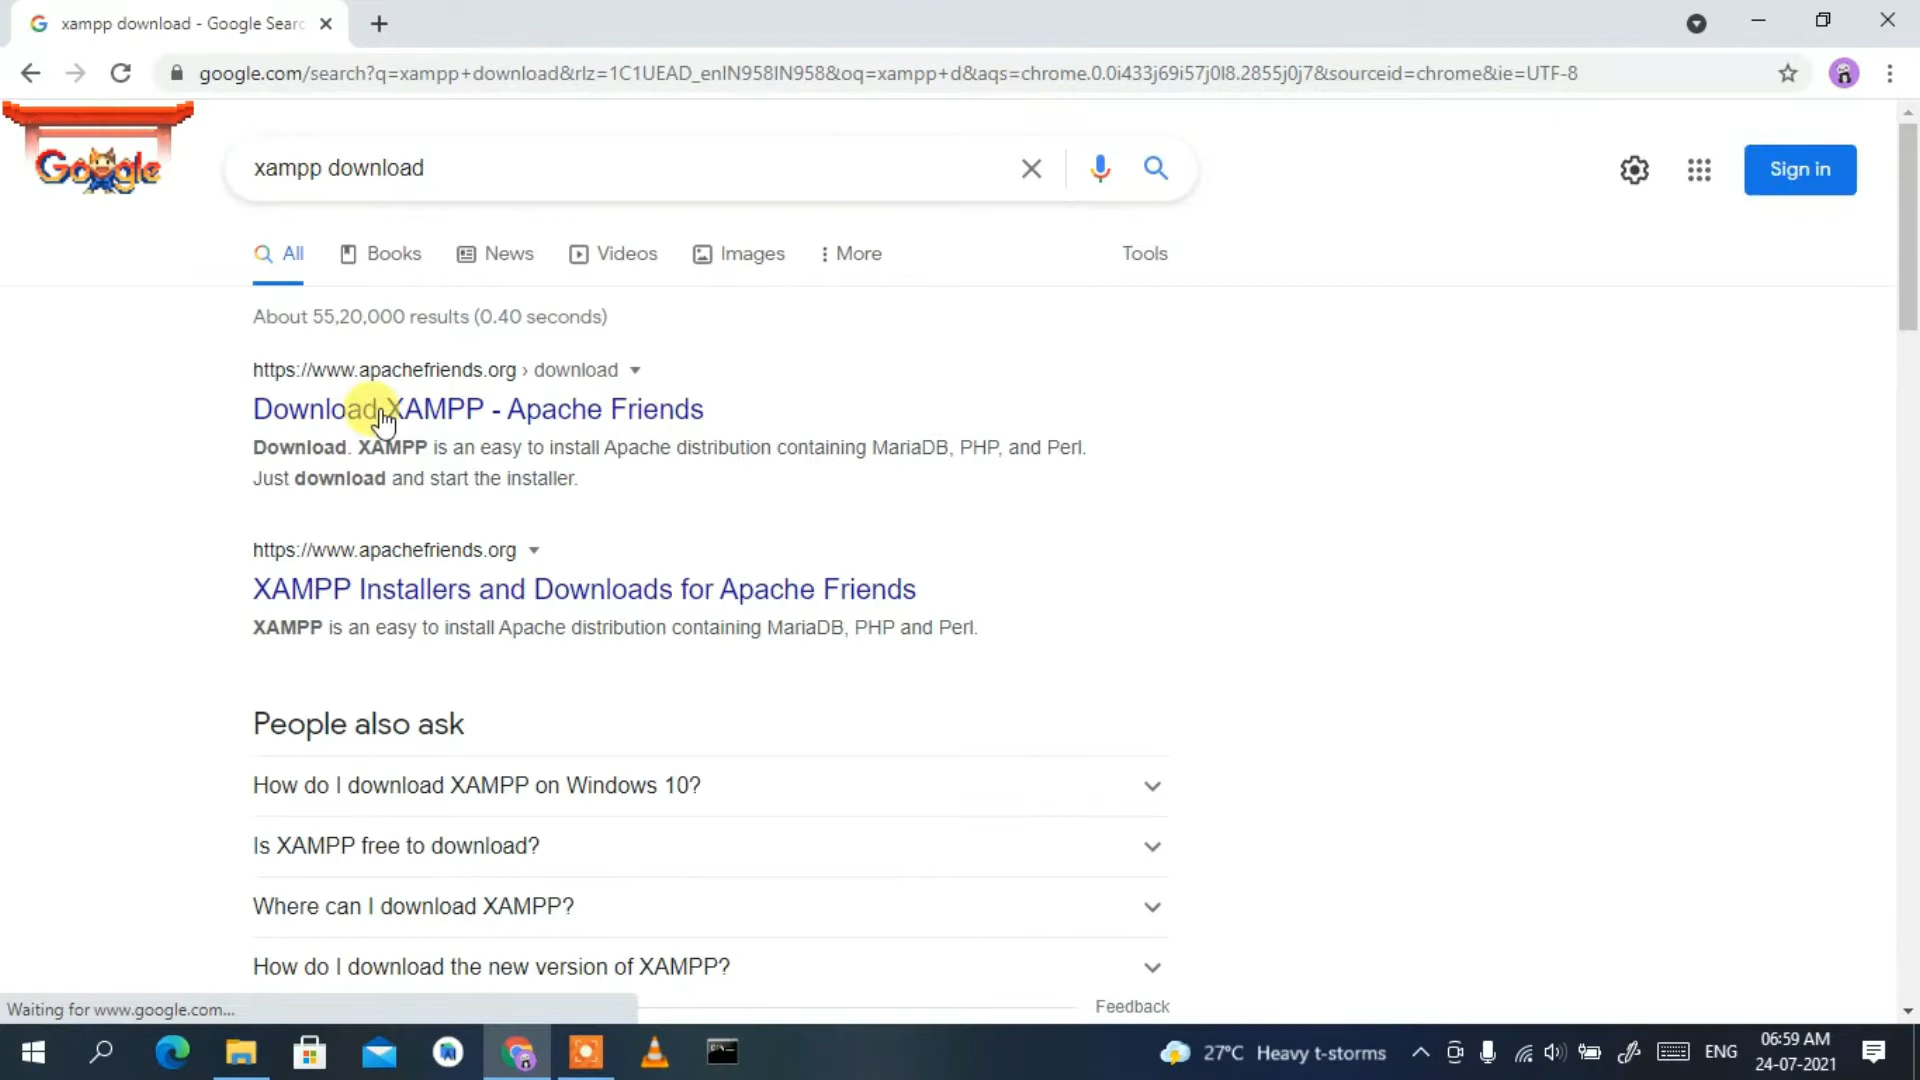 xampp download - Google Searc
google.com/search?q=xampp+download&rlz=1C1UEAD_enIN958IN958&oq=xampp+d&aqs=chrome.0.0i433j69i57j0l8.2855j0j7&sourceid=chrome&ie=UTF-8
Google
xampp download
Sign in
All Books News Videos Images More Tools
About 55,20,000 results (0.40 seconds)
https://www.apachefriends.org › download
Download XAMPP - Apache Friends
Download. XAMPP is an easy to install Apache distribution containing MariaDB, PHP, and Perl.
Just download and start the installer.
https://www.apachefriends.org
XAMPP Installers and Downloads for Apache Friends
XAMPP is an easy to install Apache distribution containing MariaDB, PHP and Perl.
People also ask
How do I download XAMPP on Windows 10?
Is XAMPP free to download?
Where can I download XAMPP?
How do I download the new version of XAMPP?
Feedback
Waiting for www.google.com...
27°C Heavy t-storms
ENG
06:59 AM
24-07-2021